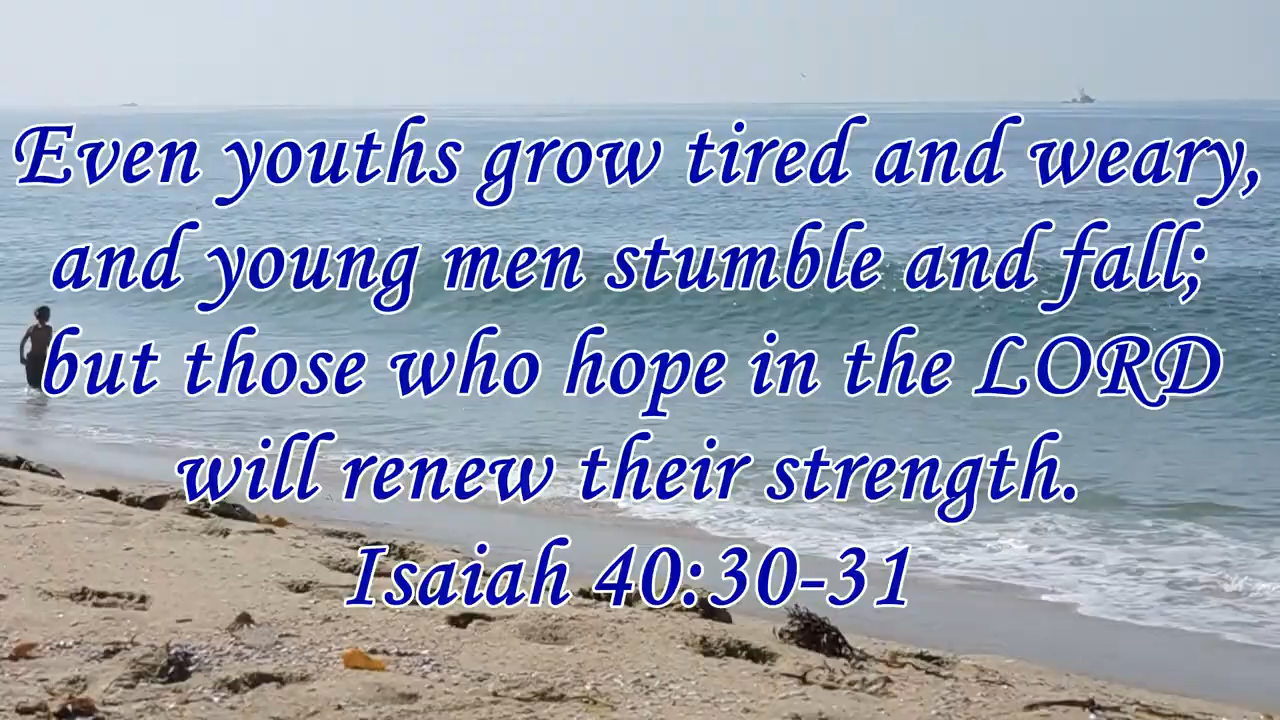 Even youths grow tired and weary,
and young men stumble and fall;
but those who hope in the LORD
will renew their strength.
Isaiah 40:30-31